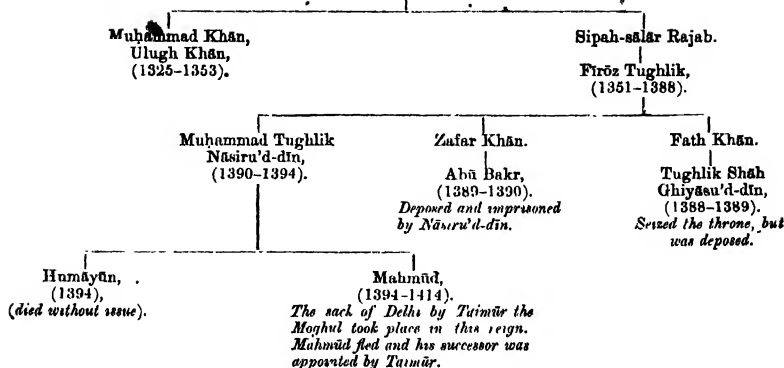 Muḥammad Khān,
Ulugh Khān,
(1325–1353).
Sipah-sālār Rajab.
Fīrōz Tughlik,
(1351–1388).
Muḥammad Tughlik
Nāsiru'd-dīn,
(1390–1394).
Zafar Khān.
Abū Bakr,
(1389–1390).
Deposed and imprisoned
by Nāsiru'd-dīn.
Fath Khān.
Tughlik Shāh
Ghiyāsu'd-dīn,
(1388–1389).
Seized the throne, but
was deposed.
Humāyūn,
(1394),
(died without issue).
Mahmūd,
(1394–1414).
The sack of Delhi by Taimūr the
Moghul took place in this reign.
Mahmūd fled and his successor was
appointed by Taimūr.